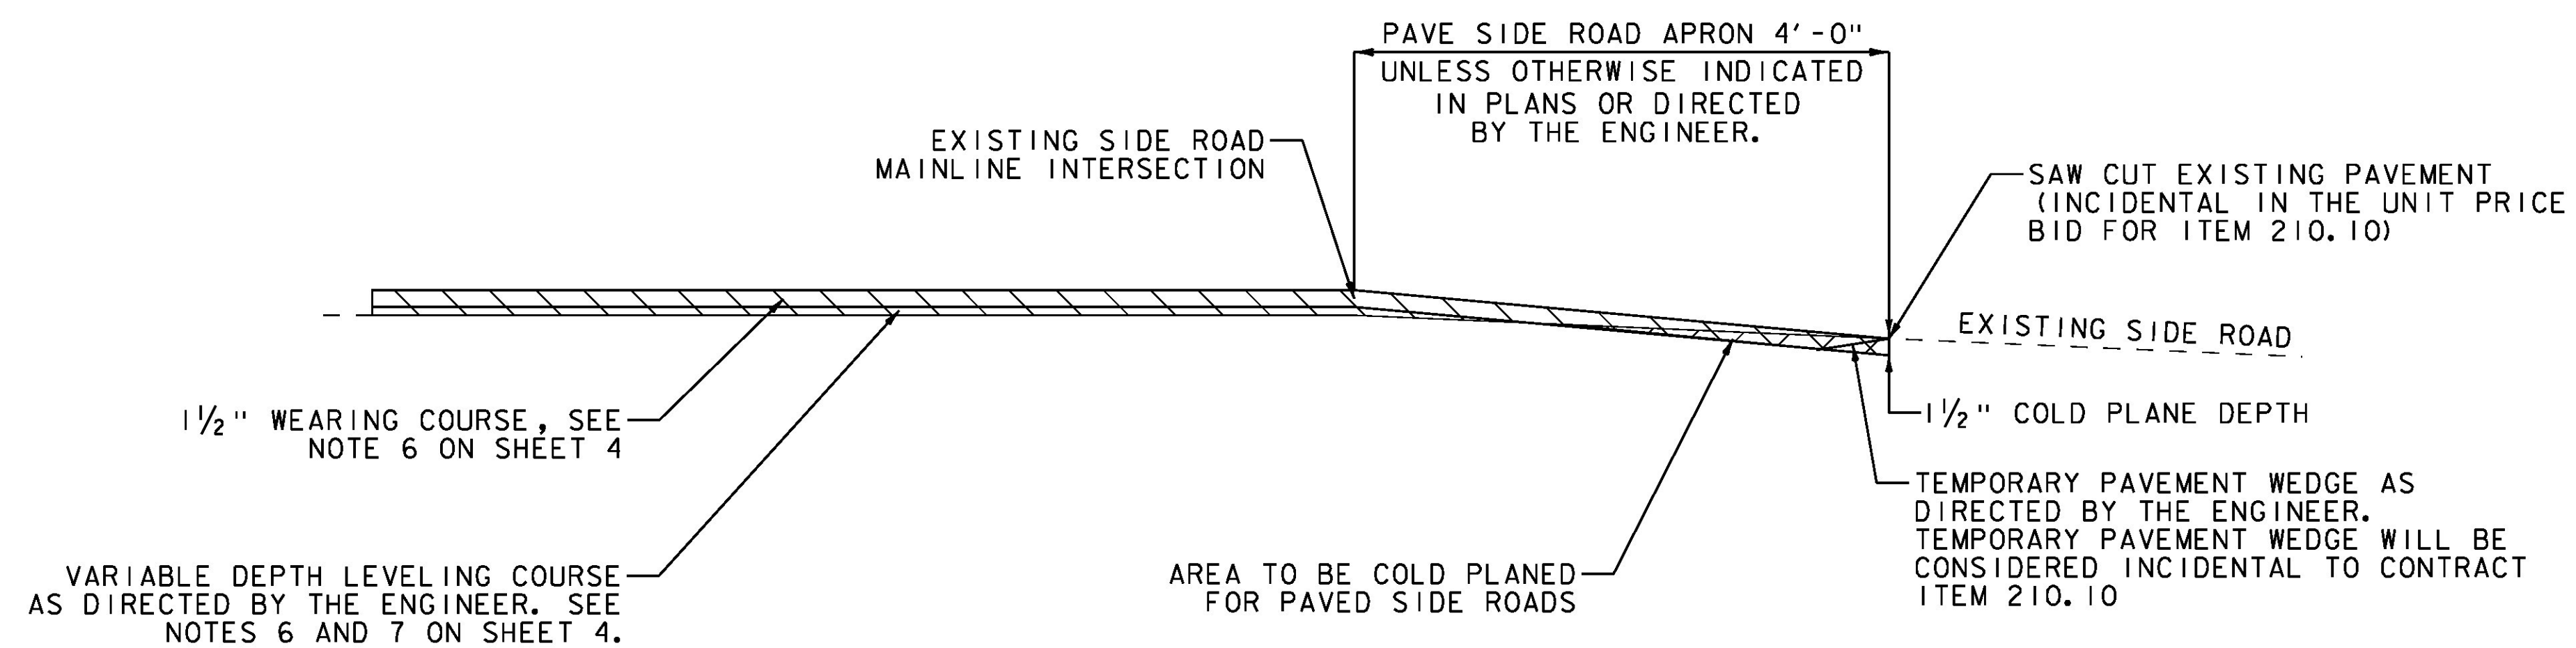 PAVE SIDE ROAD APRON 4'-0"
UNLESS OTHERWISE INDICATED
IN PLANS OR DIRECTED
BY THE ENGINEER.
EXISTING SIDE ROAD
MAINLINE INTERSECTION
SAW CUT EXISTING PAVEMENT
(INCIDENTAL IN THE UNIT PRICE
BID FOR ITEM 210.10)
EXISTING SIDE ROAD
1½" WEARING COURSE, SEE
NOTE 6 ON SHEET 4
1½" COLD PLANE DEPTH
TEMPORARY PAVEMENT WEDGE AS
DIRECTED BY THE ENGINEER.
TEMPORARY PAVEMENT WEDGE WILL BE
CONSIDERED INCIDENTAL TO CONTRACT
ITEM 210.10
VARIABLE DEPTH LEVELING COURSE
AS DIRECTED BY THE ENGINEER. SEE
NOTES 6 AND 7 ON SHEET 4.
AREA TO BE COLD PLANED
FOR PAVED SIDE ROADS